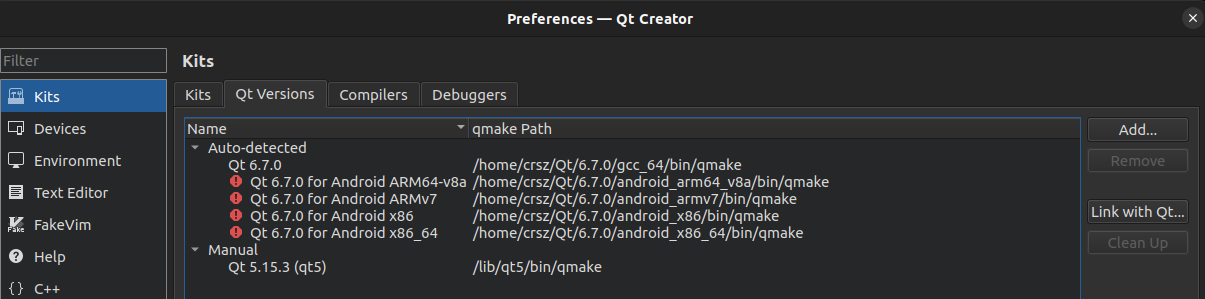 Preferences — Qt Creator
Filter
Kits
Devices
Environment
Text Editor
FakeVim
Help
C++
Kits
Kits Qt Versions Compilers Debuggers
Name qmake Path
Auto-detected
Qt 6.7.0 /home/crsz/Qt/6.7.0/gcc_64/bin/qmake
Qt 6.7.0 for Android ARM64-v8a /home/crsz/Qt/6.7.0/android_arm64_v8a/bin/qmake
Qt 6.7.0 for Android ARMv7 /home/crsz/Qt/6.7.0/android_armv7/bin/qmake
Qt 6.7.0 for Android x86 /home/crsz/Qt/6.7.0/android_x86/bin/qmake
Qt 6.7.0 for Android x86_64 /home/crsz/Qt/6.7.0/android_x86_64/bin/qmake
Manual
Qt 5.15.3 (qt5) /lib/qt5/bin/qmake
Add...
Remove
Link with Qt...
Clean Up